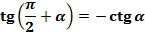 tg(π/2 + α) = − ctg α